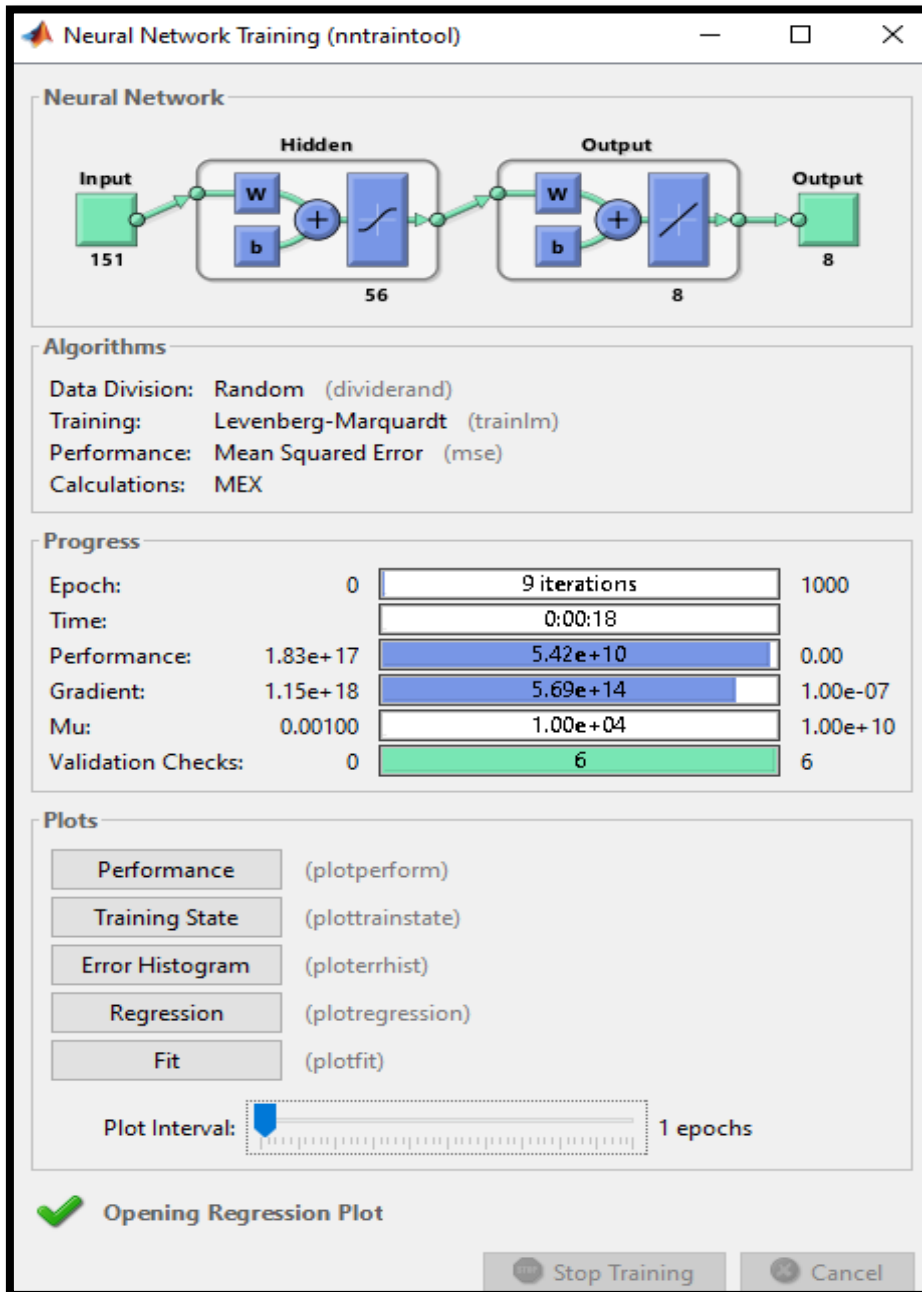 Neural Network Training (nntraintool)
Neural Network
Hidden Output
Input Output
W W
+ +
b b
151 8
56 8
Algorithms
Data Division: Random (dividerand)
Training: Levenberg-Marquardt (trainlm)
Performance: Mean Squared Error (mse)
Calculations: MEX
Progress
Epoch: 0 9 iterations 1000
Time: 0:00:18
Performance: 1.83e+17 5.42e+10 0.00
Gradient: 1.15e+18 5.69e+14 1.00e-07
Mu: 0.00100 1.00e+04 1.00e+10
Validation Checks: 0 6 6
Plots
Performance (plotperform)
Training State (plottrainstate)
Error Histogram (ploterrhist)
Regression (plotregression)
Fit (plotfit)
Plot Interval: 1 epochs
Opening Regression Plot
STOP Stop Training Cancel